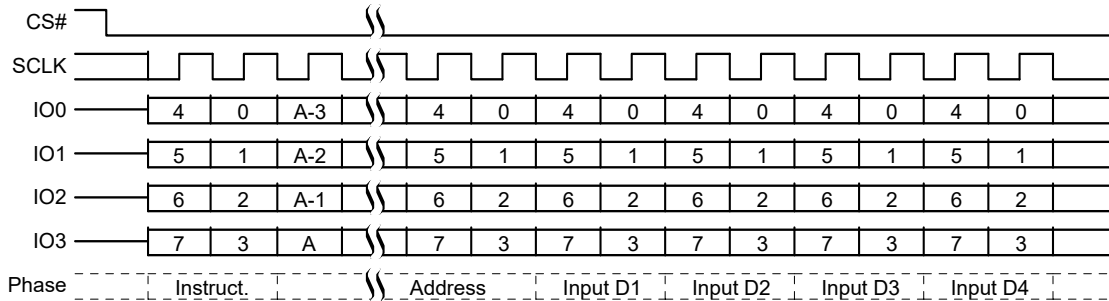 CS#
SCLK
IO0 4 0 A-3 4 0 4 0 4 0 4 0 4 0
IO1 5 1 A-2 5 1 5 1 5 1 5 1 5 1
IO2 6 2 A-1 6 2 6 2 6 2 6 2 6 2
IO3 7 3 A 7 3 7 3 7 3 7 3 7 3
Phase Instruct. Address Input D1 Input D2 Input D3 Input D4